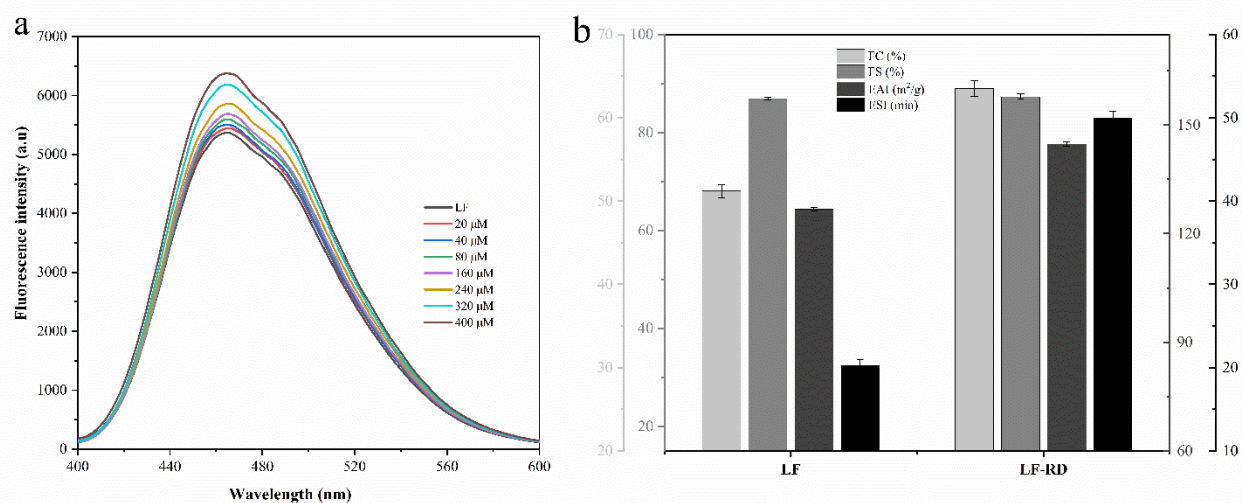 a
7000
6000
5000
4000
3000
2000
1000
0
400 440 480 520 560 600
Wavelength (nm)
Fluorescence intensity (a.u)
LF
20 μM
40 μM
80 μM
160 μM
240 μM
320 μM
400 μM
b
70
60
50
40
30
20
100
80
60
40
20
FC (%)
FS (%)
EAI (m²/g)
ESI (min)
LF LF-RD
150
120
90
60
60
50
40
30
20
10